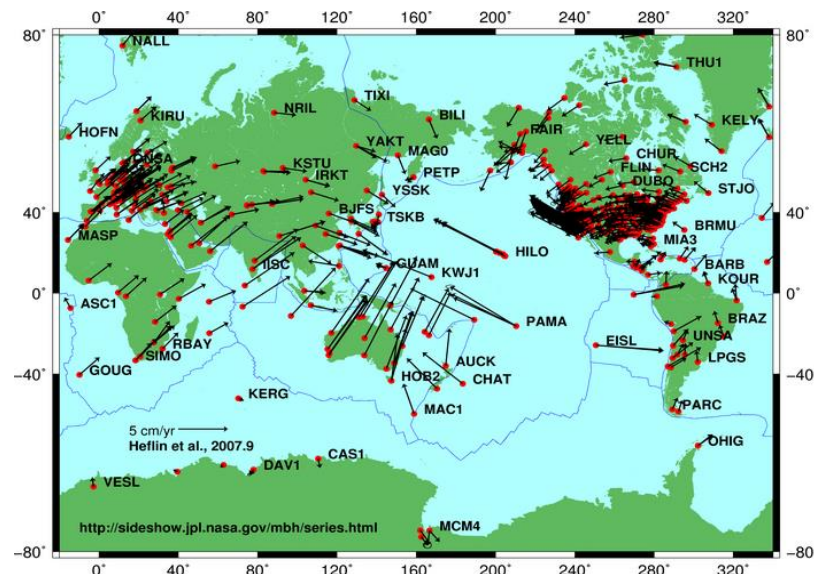 0 40 80 120 160 200 240 280 320
80 80
NALL
THU1
TIXI
NRIL
BILI
KIRU
FAIR
KELY
HOFN
YELL
YAKT
MAG0
CHUR
ONSA
KSTU
PETP
FLIN
SCH2
IRKT
YSSK
DUBO
STJO
40 40
BJFS
TSKB
BRMU
MASP
MIA3
HILO
IISC
GUAM
BARB
KWJ1
KOUR
0 0
ASC1
PAMA
BRAZ
EISL
UNSA
RBAY
SIMO
LPGS
AUCK
GOUG
HOB2
CHAT
−40 −40
KERG
MAC1
PARC
5 cm/yr
Heflin et al., 2007.9
OHIG
CAS1
DAV1
VESL
http://sideshow.jpl.nasa.gov/mbh/series.html
MCM4
−80 −80
0 40 80 120 160 200 240 280 320